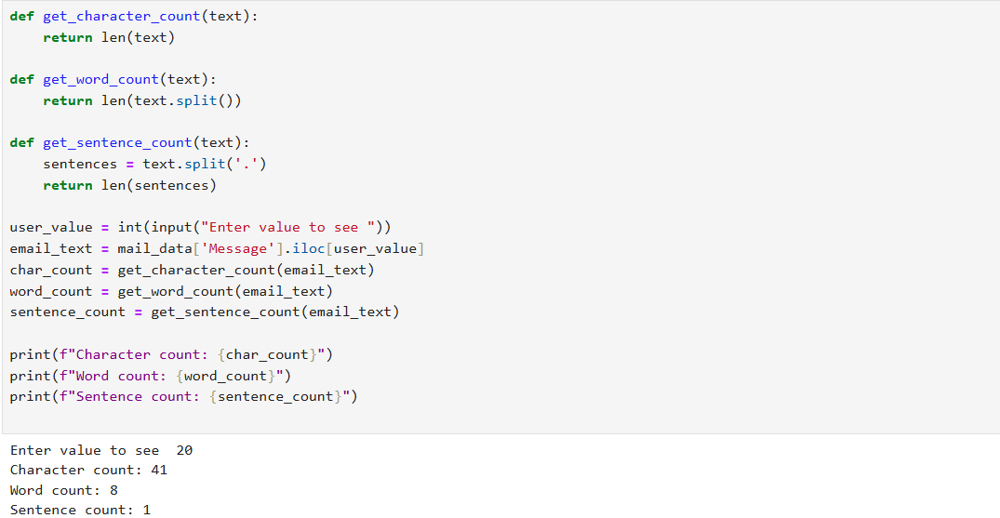 def get_character_count(text):
    return len(text)

def get_word_count(text):
    return len(text.split())

def get_sentence_count(text):
    sentences = text.split('.')
    return len(sentences)

user_value = int(input("Enter value to see "))
email_text = mail_data['Message'].iloc[user_value]
char_count = get_character_count(email_text)
word_count = get_word_count(email_text)
sentence_count = get_sentence_count(email_text)

print(f"Character count: {char_count}")
print(f"Word count: {word_count}")
print(f"Sentence count: {sentence_count}")

Enter value to see  20
Character count: 41
Word count: 8
Sentence count: 1